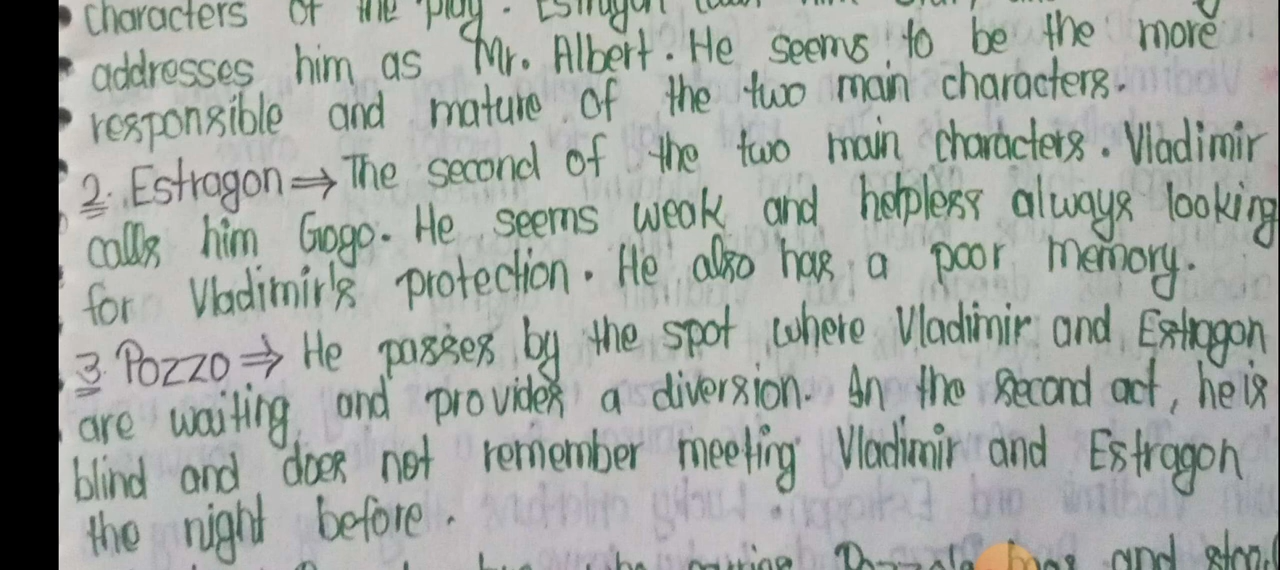 characters of the play. Estragon
addresses him as Mr. Albert. He seems to be the more
responsible and mature of the two main characters.
2. Estragon ⇒ The second of the two main characters. Vladimir
calls him Gogo. He seems weak and helpless always looking
for Vladimir's protection. He also has a poor memory.
3. Pozzo ⇒ He passes by the spot where Vladimir and Estragon
are waiting and provides a diversion. In the second act, he is
blind and does not remember meeting Vladimir and Estragon
the night before.
and